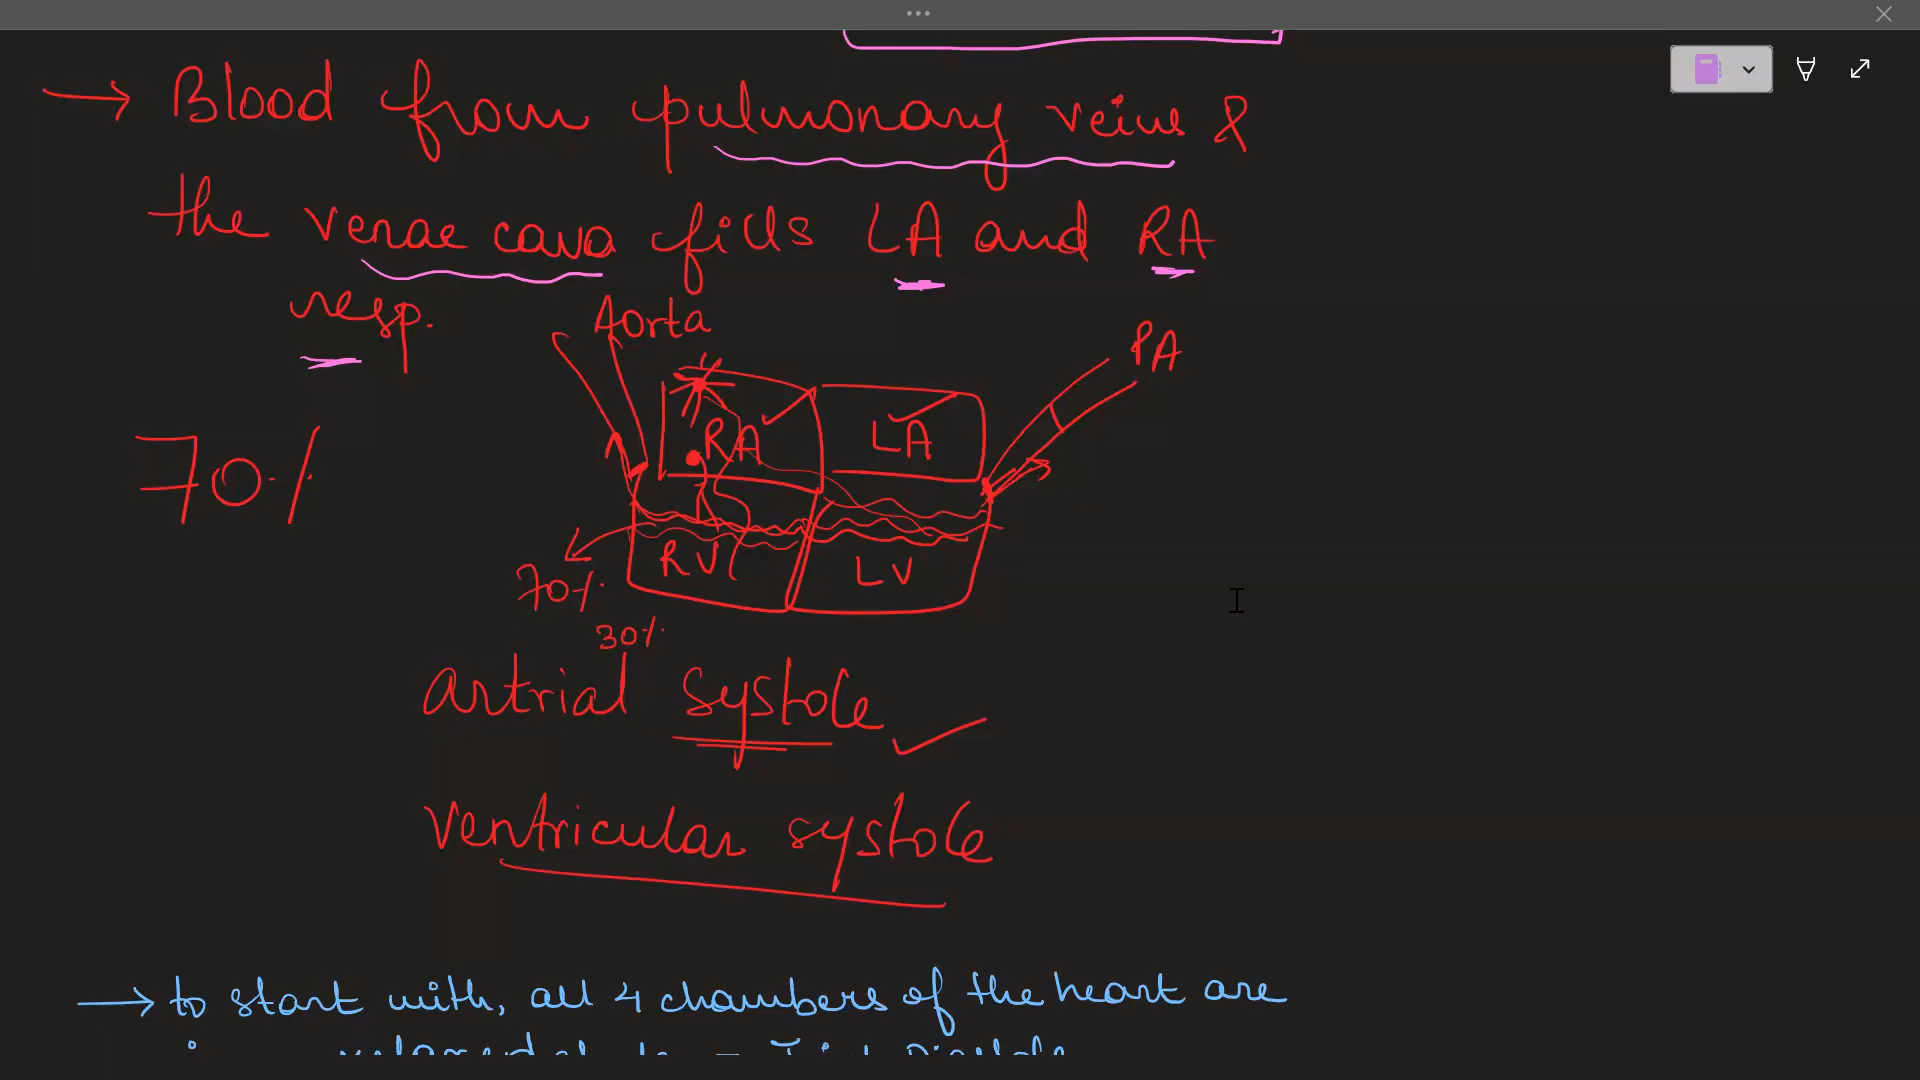 → Blood from pulmonary veins &
the venae cava fills LA and RA
resp.
Aorta
PA
RA
LA
70%
RV
LV
70%
30%
artrial systole
ventricular systole
→ to start with, all 4 chambers of the heart are